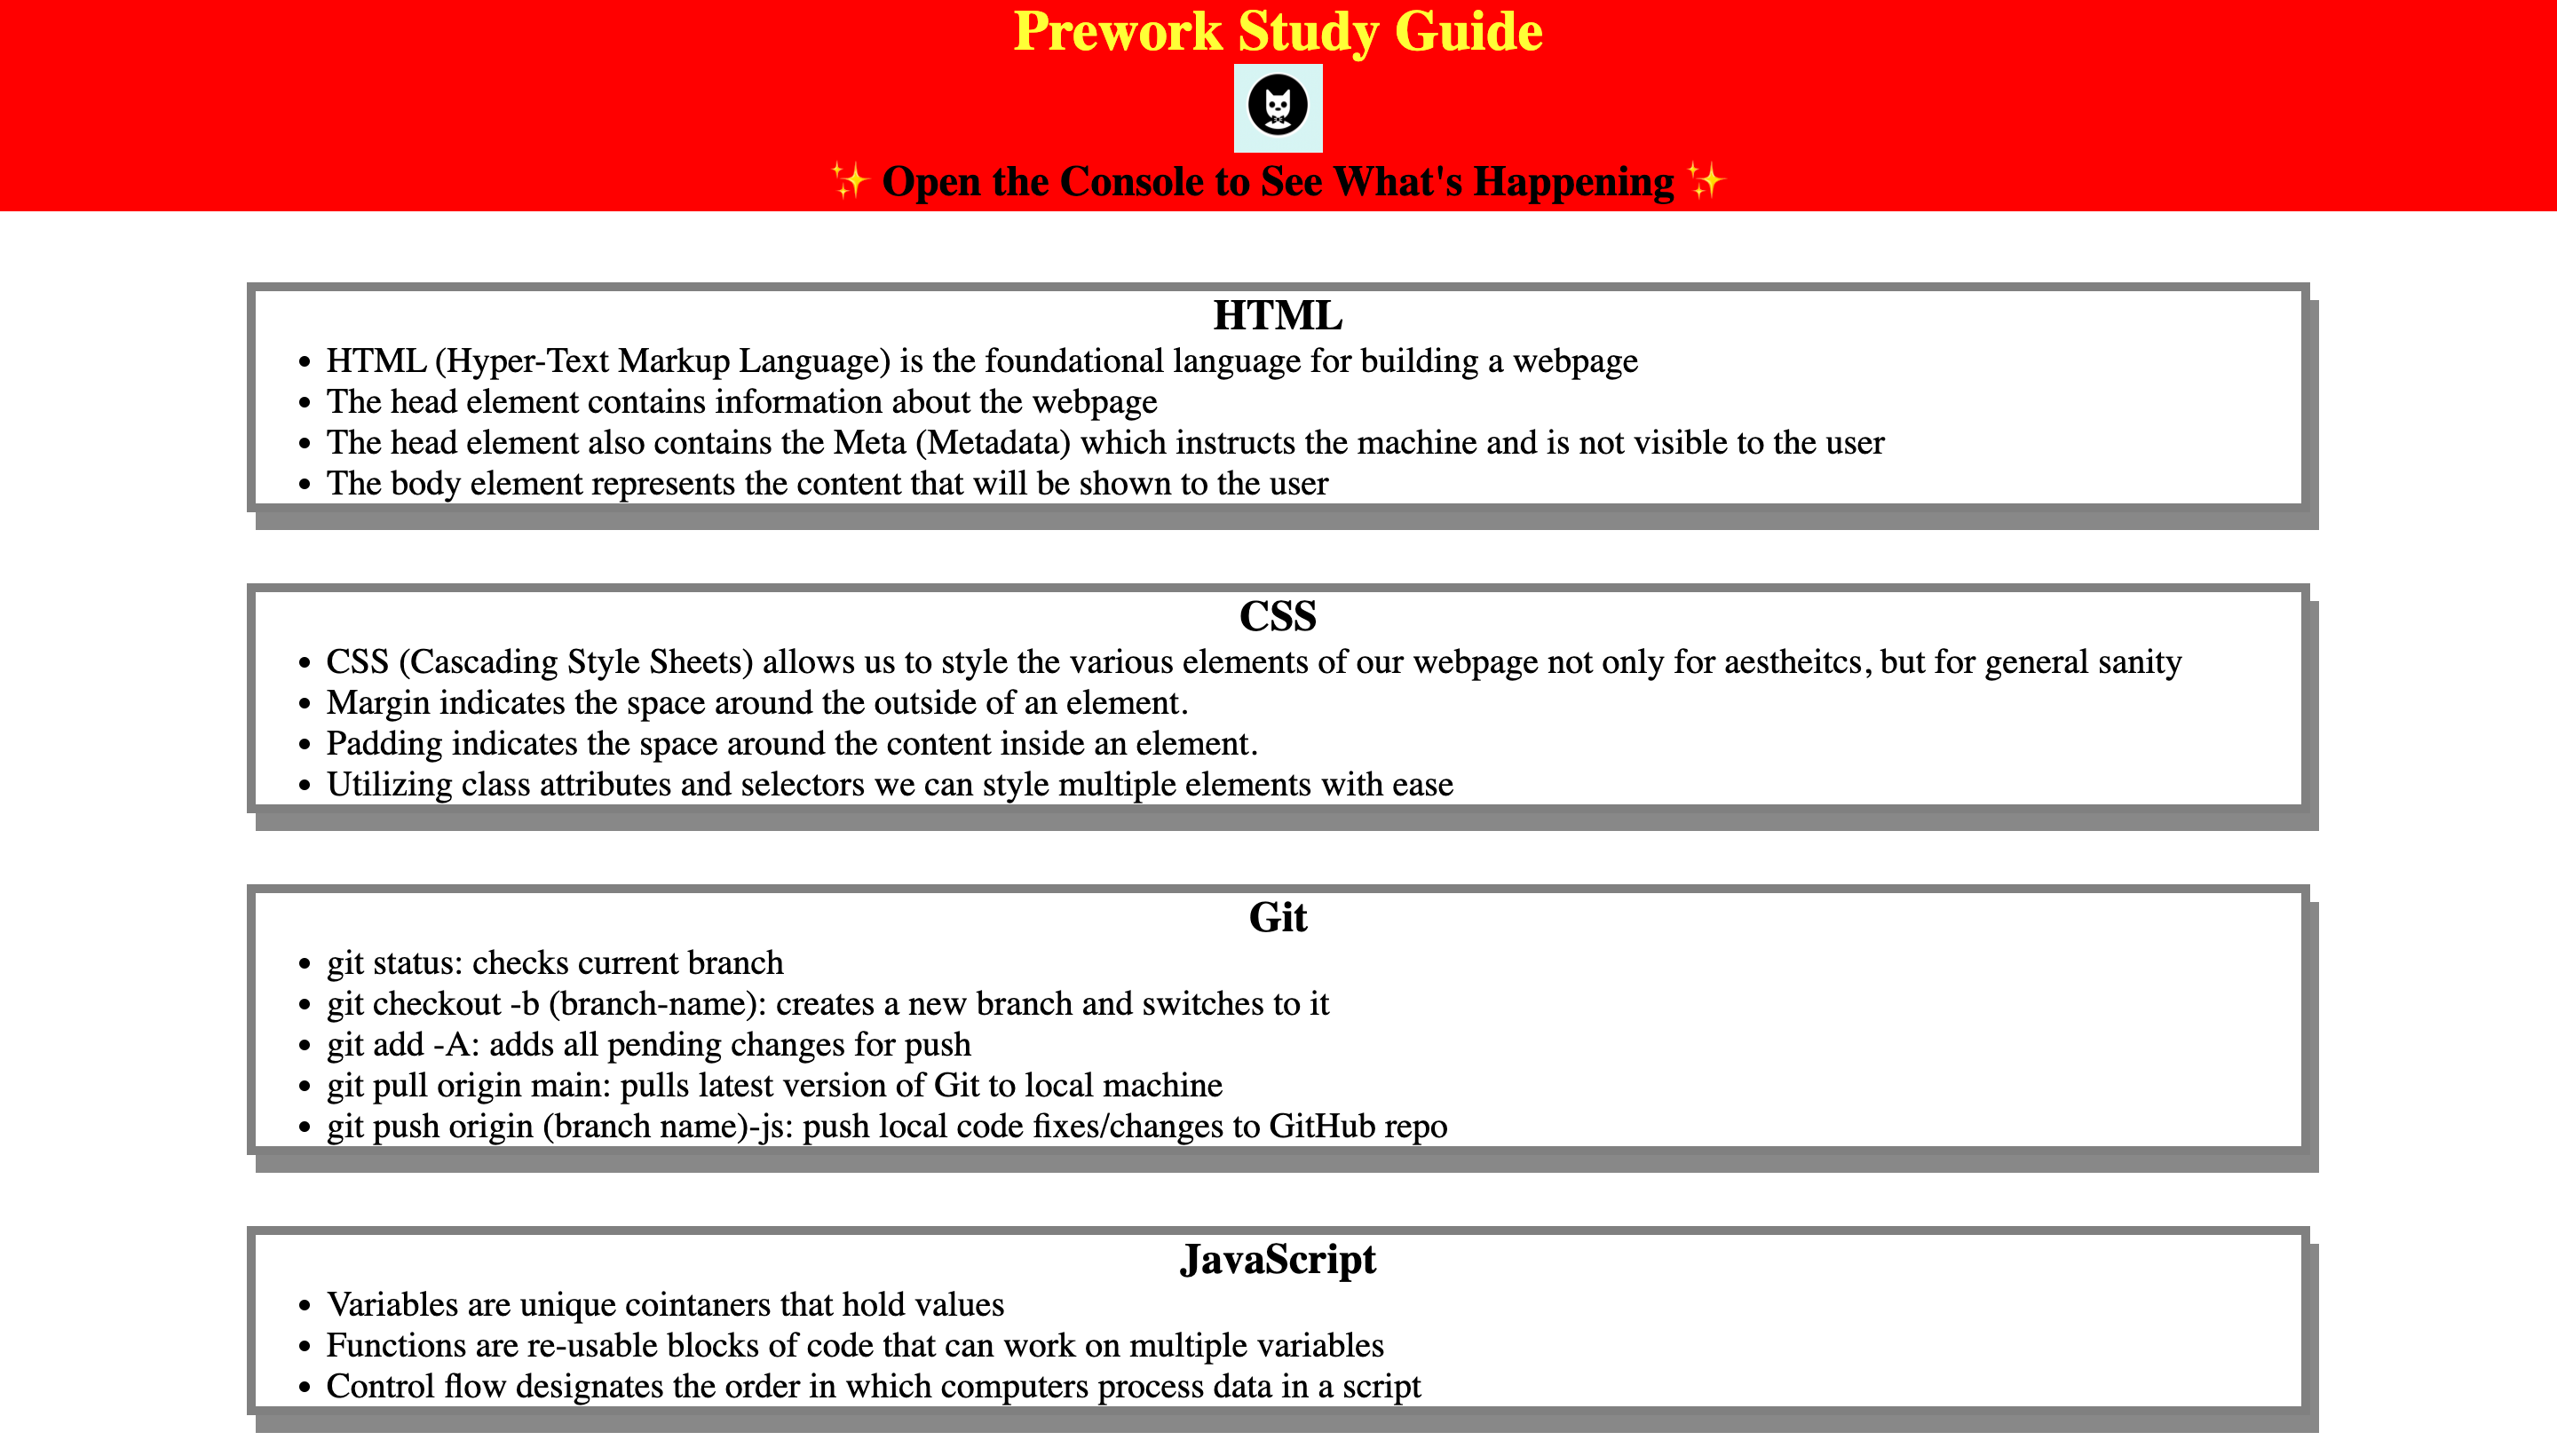 Prework Study Guide
✨ Open the Console to See What's Happening ✨
HTML
• HTML (Hyper-Text Markup Language) is the foundational language for building a webpage
• The head element contains information about the webpage
• The head element also contains the Meta (Metadata) which instructs the machine and is not visible to the user
• The body element represents the content that will be shown to the user
CSS
• CSS (Cascading Style Sheets) allows us to style the various elements of our webpage not only for aestheitcs, but for general sanity
• Margin indicates the space around the outside of an element.
• Padding indicates the space around the content inside an element.
• Utilizing class attributes and selectors we can style multiple elements with ease
Git
• git status: checks current branch
• git checkout -b (branch-name): creates a new branch and switches to it
• git add -A: adds all pending changes for push
• git pull origin main: pulls latest version of Git to local machine
• git push origin (branch name)-js: push local code fixes/changes to GitHub repo
JavaScript
• Variables are unique cointaners that hold values
• Functions are re-usable blocks of code that can work on multiple variables
• Control flow designates the order in which computers process data in a script